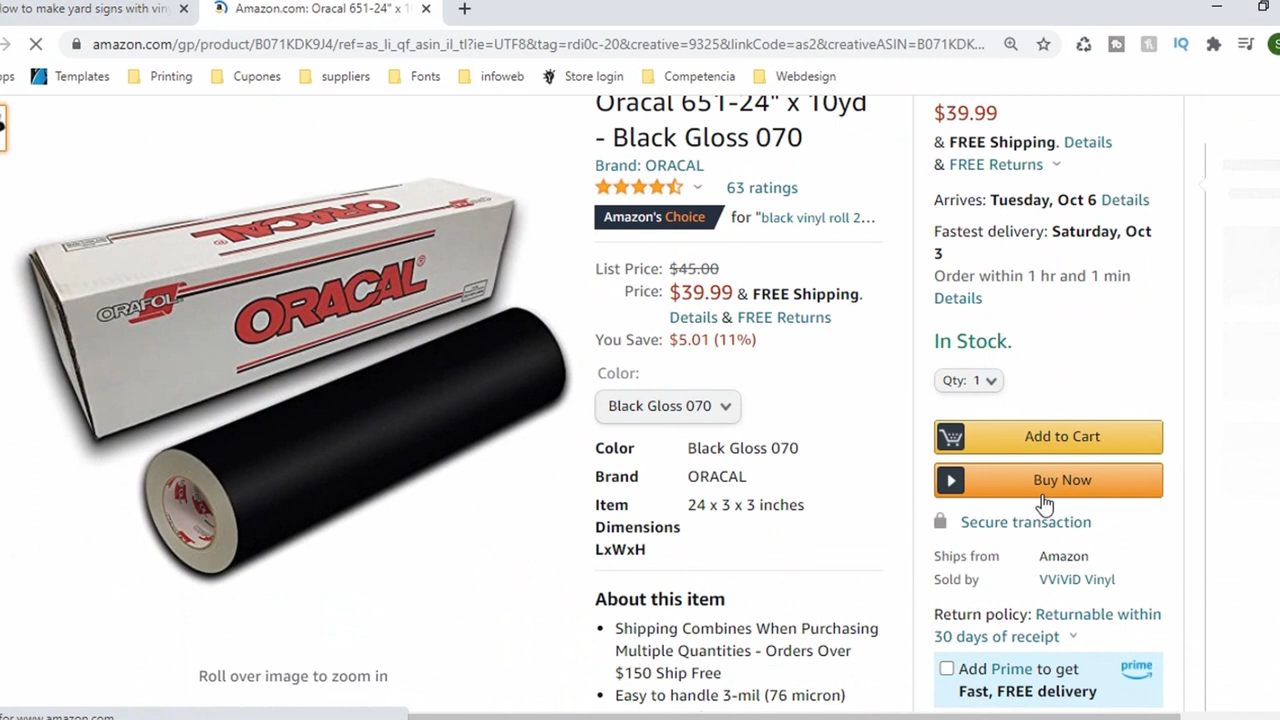 How to make yard signs with viny
Amazon.com: Oracal 651-24" x 1
amazon.com/gp/product/B071KDK9J4/ref=as_li_qf_asin_il_tl?ie=UTF8&tag=rdi0c-20&creative=9325&linkCode=as2&creativeASIN=B071KDK...
IQ
ps
Templates
Printing
Cupones
suppliers
Fonts
infoweb
Store login
Competencia
Webdesign
ORACAL
ORAFOL
ORACAL®
Roll over image to zoom in
Oracal 651-24" x 10yd
- Black Gloss 070
Brand: ORACAL
63 ratings
Amazon's Choice for "black vinyl roll 2...
List Price: $45.00
Price: $39.99 & FREE Shipping.
Details & FREE Returns
You Save: $5.01 (11%)
Color:
Black Gloss 070
Color Black Gloss 070
Brand ORACAL
Item 24 x 3 x 3 inches
Dimensions
LxWxH
About this item
• Shipping Combines When Purchasing
Multiple Quantities - Orders Over
$150 Ship Free
• Easy to handle 3-mil (76 micron)
$39.99
& FREE Shipping. Details
& FREE Returns
Arrives: Tuesday, Oct 6 Details
Fastest delivery: Saturday, Oct
3
Order within 1 hr and 1 min
Details
In Stock.
Qty: 1
Add to Cart
Buy Now
Secure transaction
Ships from Amazon
Sold by VViViD Vinyl
Return policy: Returnable within
30 days of receipt
Add Prime to get
Fast, FREE delivery
prime
for www.amazon.com